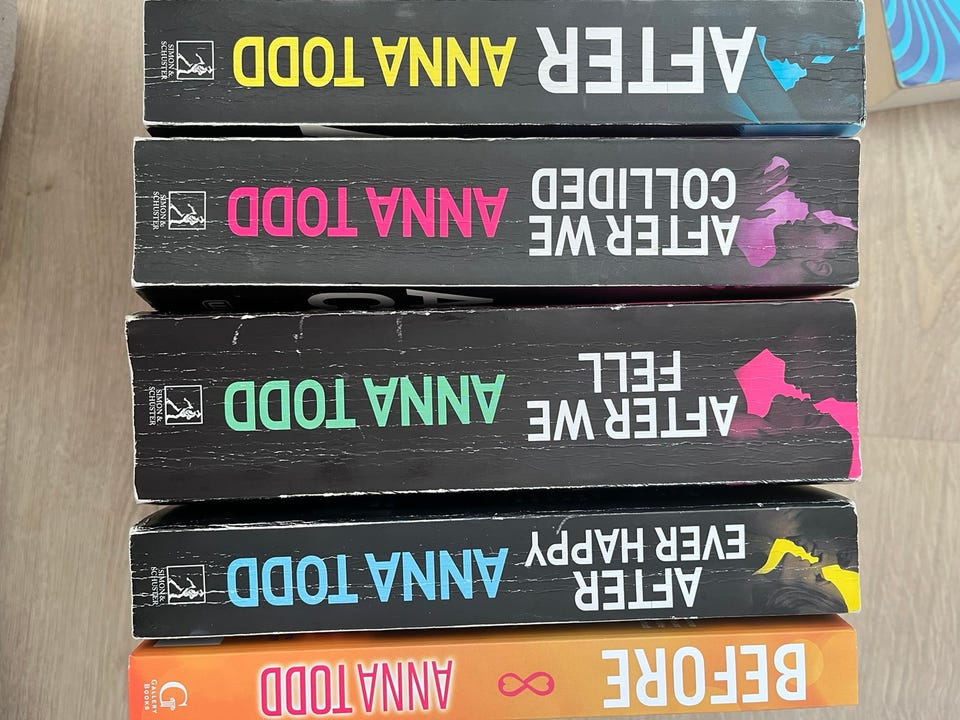 AFTER
ANNA TODD
SIMON &
SCHUSTER
AFTER WE
COLLIDED
ANNA TODD
SIMON &
SCHUSTER
AFTER WE
FELL
ANNA TODD
SIMON &
SCHUSTER
AFTER
EVER HAPPY
ANNA TODD
SIMON &
SCHUSTER
BEFORE
ANNA TODD
G
GALLERY
BOOKS